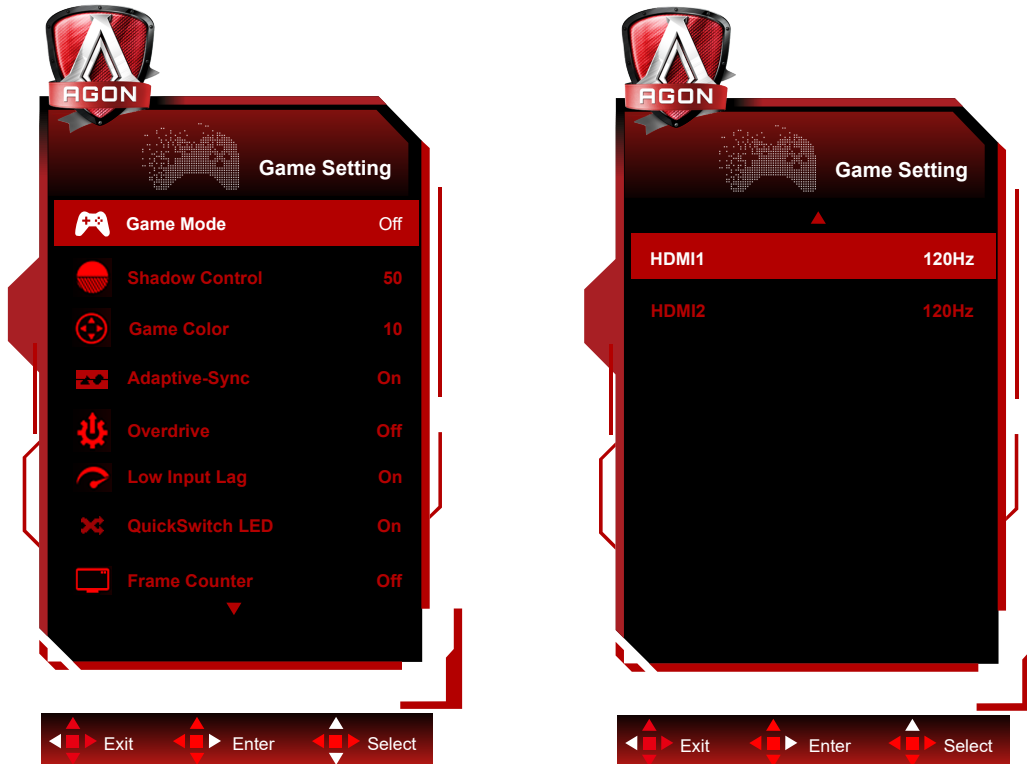 AGON
Game Setting
Game Mode Off
Shadow Control 50
Game Color 10
Adaptive-Sync On
Overdrive Off
Low Input Lag On
QuickSwitch LED On
Frame Counter Off
Exit Enter Select
AGON
Game Setting
HDMI1 120Hz
HDMI2 120Hz
Exit Enter Select